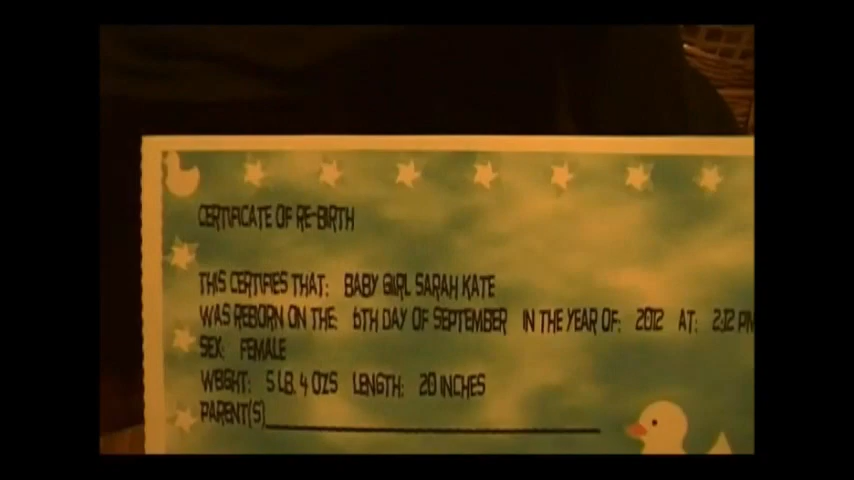 CERTIFICATE OF RE-BIRTH
THIS CERTIFIES THAT: BABY GIRL SARAH KATE
WAS REBORN ON THE: 6TH DAY OF SEPTEMBER IN THE YEAR OF: 2012 AT: 2:12 PM
SEX: FEMALE
WEIGHT: 5 LB. 4 OZS LENGTH: 20 INCHES
PARENT(S)